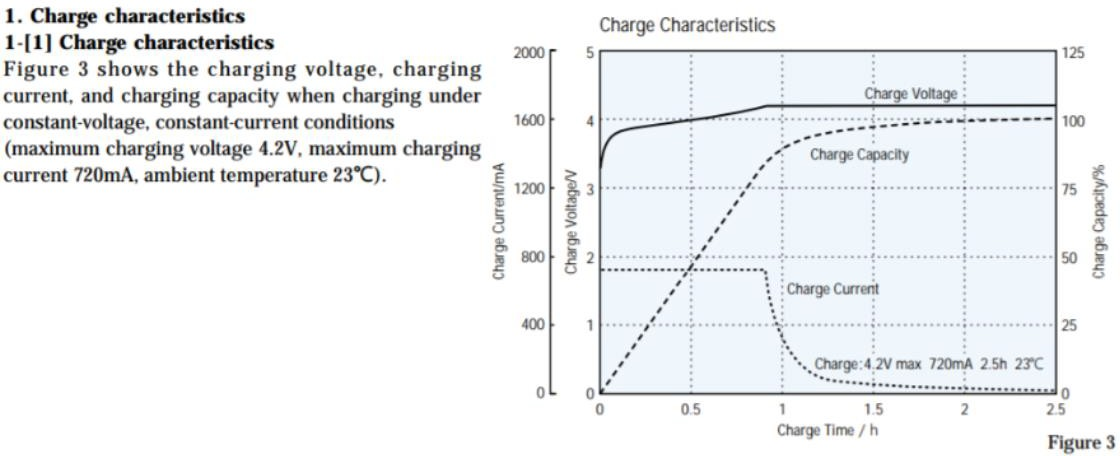 1. Charge characteristics
1-[1] Charge characteristics
Figure 3 shows the charging voltage, charging
current, and charging capacity when charging under
constant-voltage, constant-current conditions
(maximum charging voltage 4.2V, maximum charging
current 720mA, ambient temperature 23℃).
Charge Characteristics
Charge Current/mA
2000
1600
1200
800
400
0
Charge Voltage/V
5
4
3
2
1
0
Charge Voltage
Charge Capacity
Charge Current
Charge:4.2V max 720mA 2.5h 23℃
125
100
75
50
25
0
Charge Capacity/%
0 0.5 1 1.5 2 2.5
Charge Time / h
Figure 3